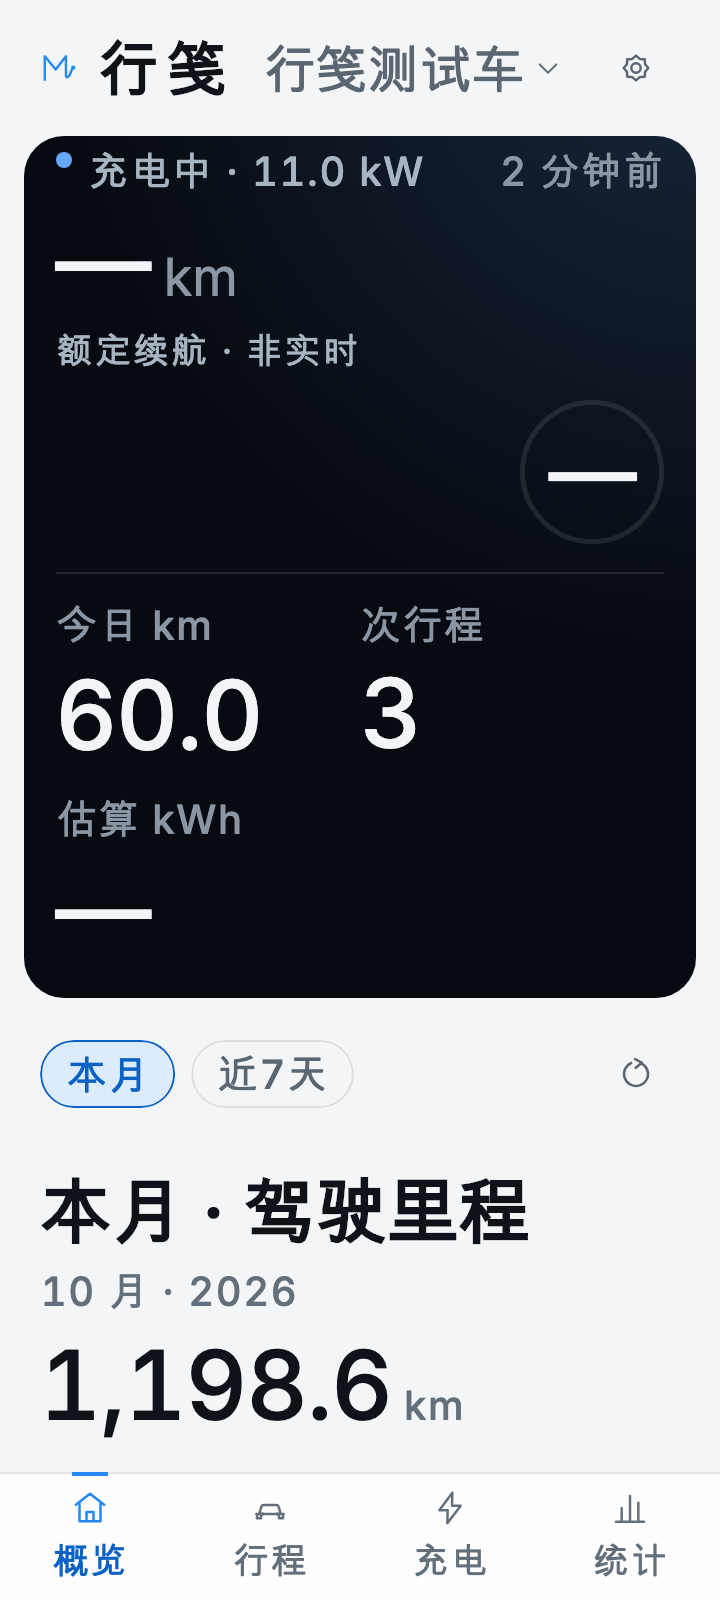 行笺 行笺测试车
充电中 · 11.0 kW 2 分钟前
— km
额定续航 · 非实时
—
今日 km 次行程
60.0 3
估算 kWh
—
本月 近7天
本月 · 驾驶里程
10 月 · 2026
1,198.6 km
概览 行程 充电 统计